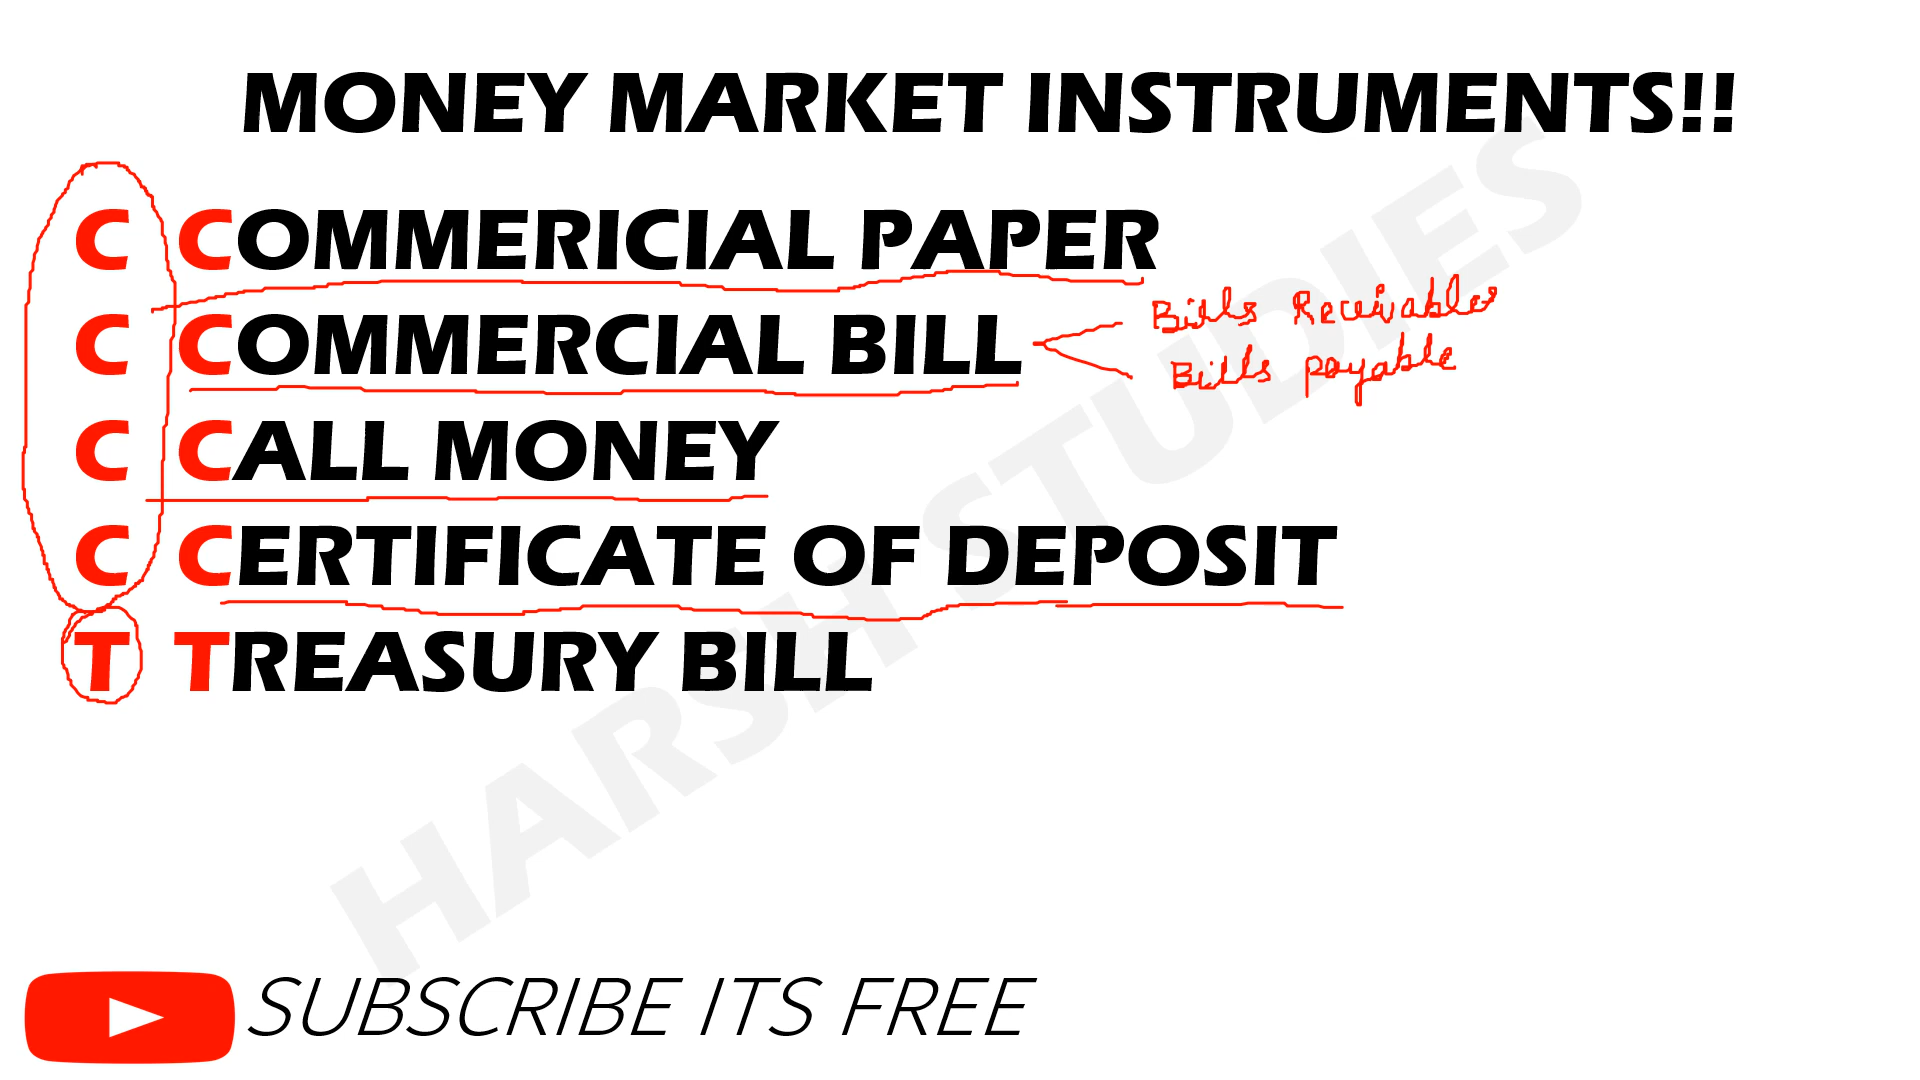 MONEY MARKET INSTRUMENTS!!
C COMMERICIAL PAPER
C COMMERCIAL BILL
Bills Receivables
Bills payable
C CALL MONEY
C CERTIFICATE OF DEPOSIT
T TREASURY BILL
HARSH STUDIES
SUBSCRIBE ITS FREE